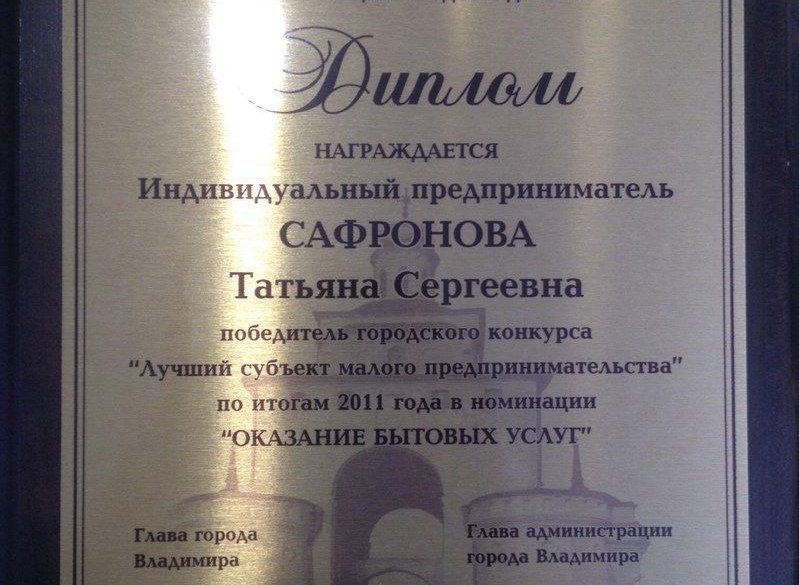 Диплом
НАГРАЖДАЕТСЯ
Индивидуальный предприниматель
САФРОНОВА
Татьяна Сергеевна
победитель городского конкурса
“Лучший субъект малого предпринимательства”
по итогам 2011 года в номинации
“ОКАЗАНИЕ БЫТОВЫХ УСЛУГ”
Глава города
Владимира
Глава администрации
города Владимира